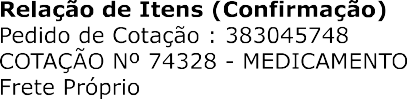 Relação de Itens (Confirmação)
Pedido de Cotação : 383045748
COTAÇÃO Nº 74328 - MEDICAMENTO
Frete Próprio